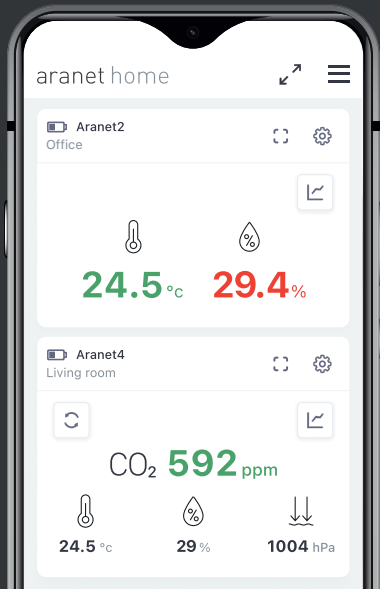 aranet home
Aranet2
Office
24.5 °c 29.4 %
Aranet4
Living room
CO₂ 592 ppm
24.5 °c 29 % 1004 hPa